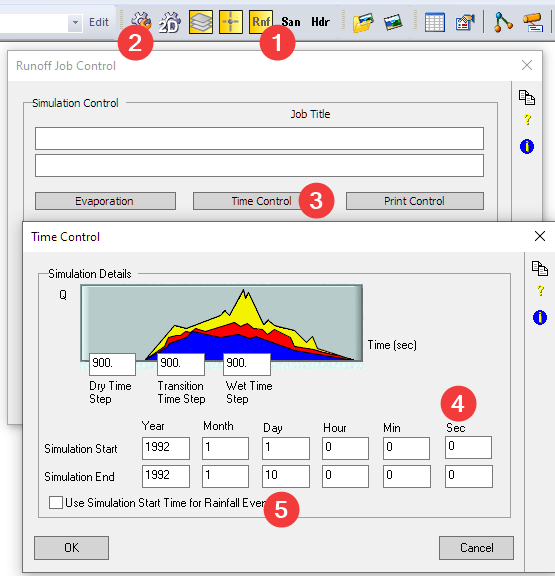 Edit 2D Rnf San Hdr
2 1
Runoff Job Control
Simulation Control
Job Title
?
i
Evaporation Time Control 3 Print Control
Time Control
Simulation Details
Q
?
i
Time (sec)
900. 900. 900.
Dry Time Step Transition Time Step Wet Time Step
4
Year Month Day Hour Min Sec
Simulation Start 1992 1 1 0 0 0
Simulation End 1992 1 10 0 0 0
Use Simulation Start Time for Rainfall 5
OK Cancel